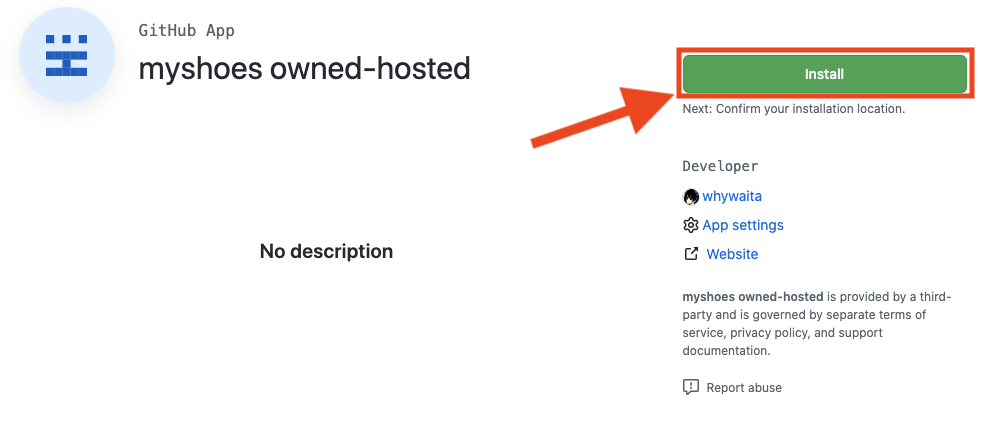 GitHub App
myshoes owned-hosted
Install
Next: Confirm your installation location.
Developer
whywaita
App settings
Website
No description
myshoes owned-hosted is provided by a third-
party and is governed by separate terms of
service, privacy policy, and support
documentation.
Report abuse